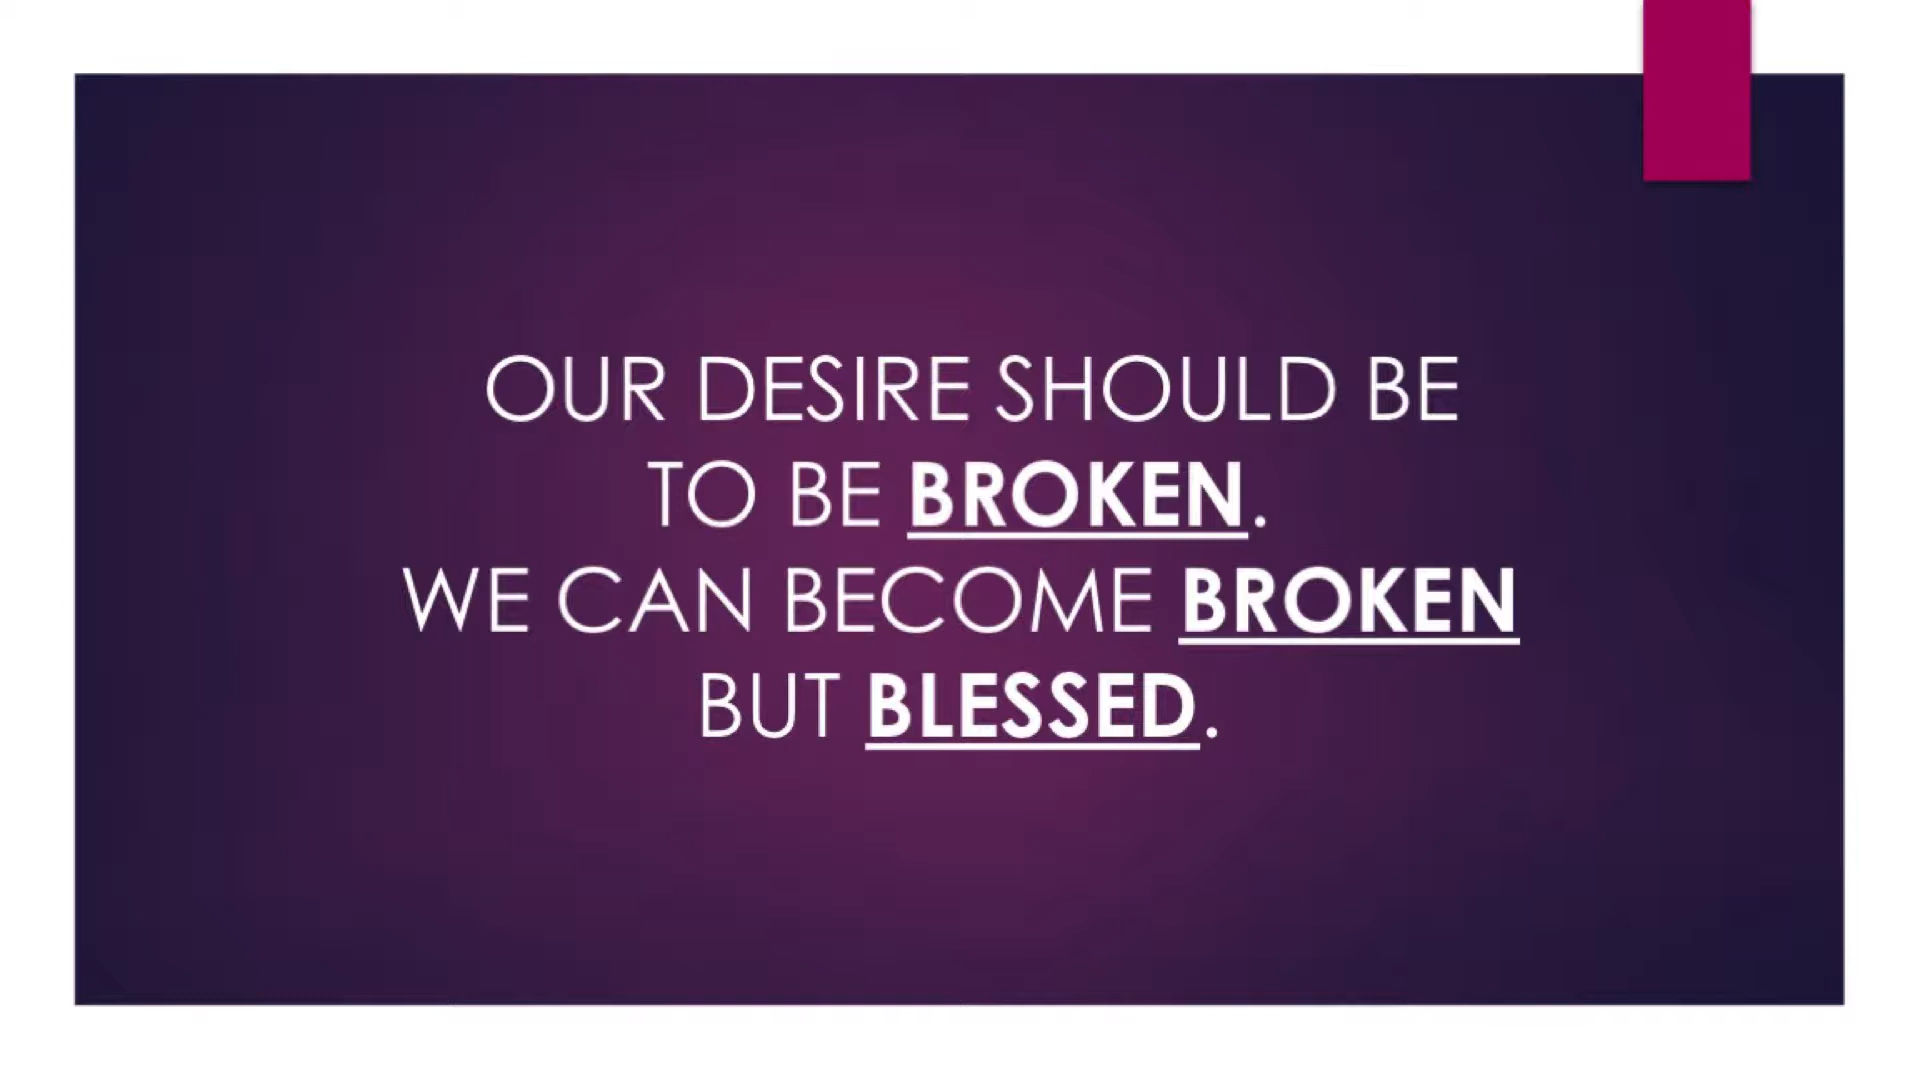 OUR DESIRE SHOULD BE
TO BE BROKEN.
WE CAN BECOME BROKEN
BUT BLESSED.